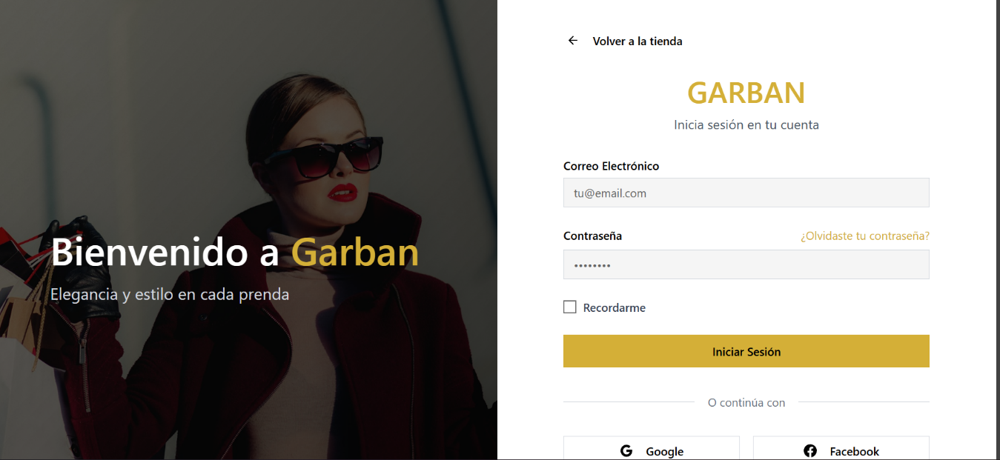 Bienvenido a Garban
Elegancia y estilo en cada prenda
Volver a la tienda
GARBAN
Inicia sesión en tu cuenta
Correo Electrónico
tu@email.com
Contraseña
¿Olvidaste tu contraseña?
••••••••
Recordarme
Iniciar Sesión
O continúa con
Google
Facebook